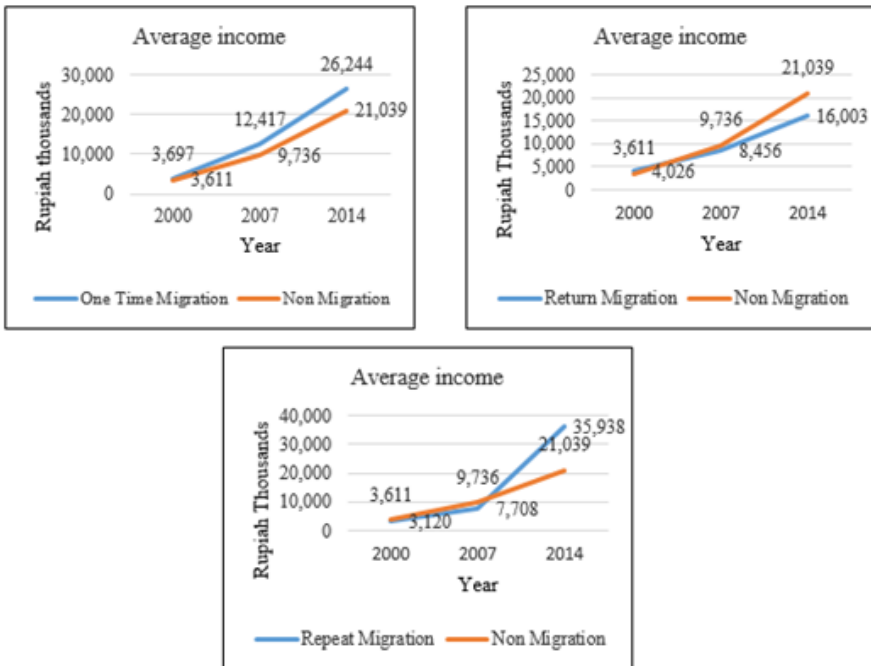 Average income
Rupiah thousands
30,000
20,000
10,000
0
26,244
12,417
21,039
3,697
9,736
3,611
2000 2007 2014
Year
One Time Migration Non Migration
Average income
Rupiah Thousands
25,000
20,000
15,000
10,000
5,000
0
21,039
9,736
16,003
3,611
8,456
4,026
2000 2007 2014
Year
Return Migration Non Migration
Average income
Rupiah Thousands
40,000
30,000
20,000
10,000
0
35,938
21,039
9,736
3,611
7,708
3,120
2000 2007 2014
Year
Repeat Migration Non Migration